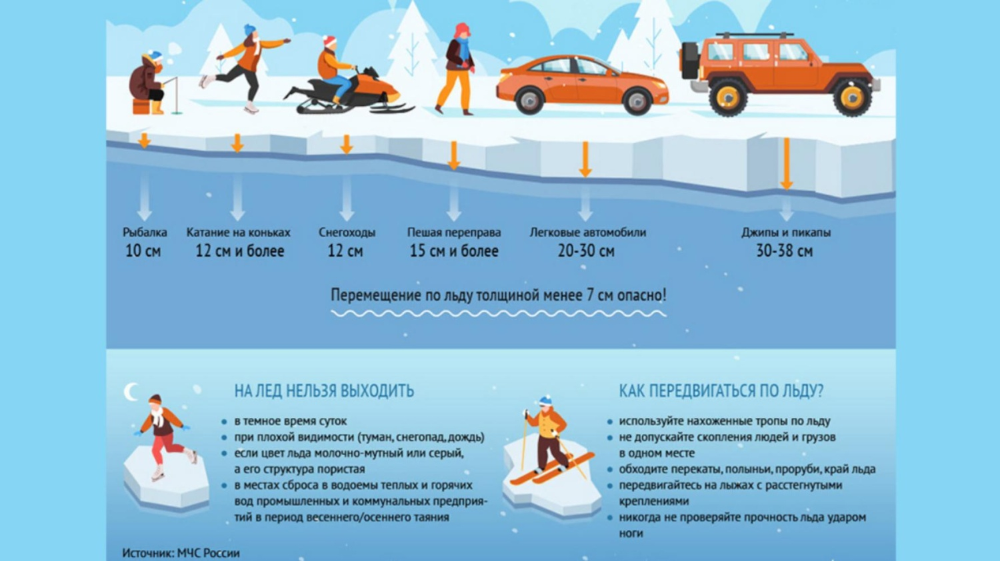 Рыбалка
10 см
Катание на коньках
12 см и более
Снегоходы
12 см
Пешая переправа
15 см и более
Легковые автомобили
20-30 см
Джипы и пикапы
30-38 см
Перемещение по льду толщиной менее 7 см опасно!
НА ЛЕД НЕЛЬЗЯ ВЫХОДИТЬ
• в темное время суток
• при плохой видимости (туман, снегопад, дождь)
• если цвет льда молочно-мутный или серый,
а его структура пористая
• в местах сброса в водоемы теплых и горячих
вод промышленных и коммунальных предприя-
тий в период весеннего/осеннего таяния
КАК ПЕРЕДВИГАТЬСЯ ПО ЛЬДУ?
• используйте нахоженные тропы по льду
• не допускайте скопления людей и грузов
в одном месте
• обходите перекаты, полыньи, проруби, край льда
• передвигайтесь на лыжах с расстегнутыми
креплениями
• никогда не проверяйте прочность льда ударом
ноги
Источник: МЧС России